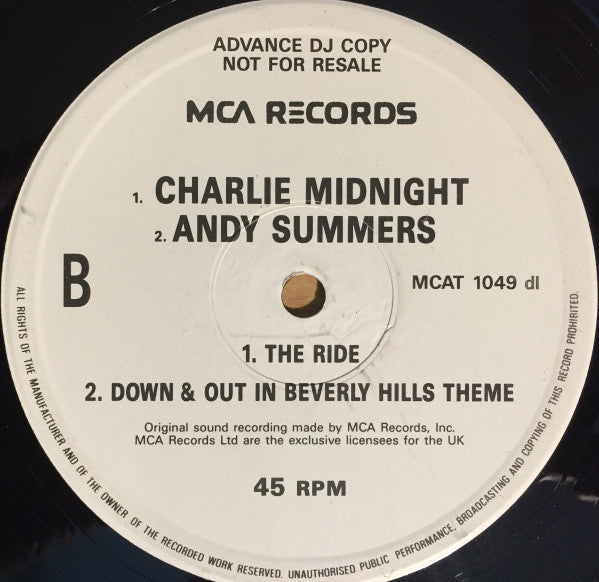 ADVANCE DJ COPY
NOT FOR RESALE
MCA RECORDS
1. CHARLIE MIDNIGHT
2. ANDY SUMMERS
B
MCAT 1049 dl
1. THE RIDE
2. DOWN & OUT IN BEVERLY HILLS THEME
Original sound recording made by MCA Records, Inc.
MCA Records Ltd are the exclusive licensees for the UK
45 RPM
ALL RIGHTS OF THE MANUFACTURER AND OF THE OWNER OF THE RECORDED WORK RESERVED. UNAUTHORISED PUBLIC PERFORMANCE, BROADCASTING AND COPYING OF THIS RECORD PROHIBITED.